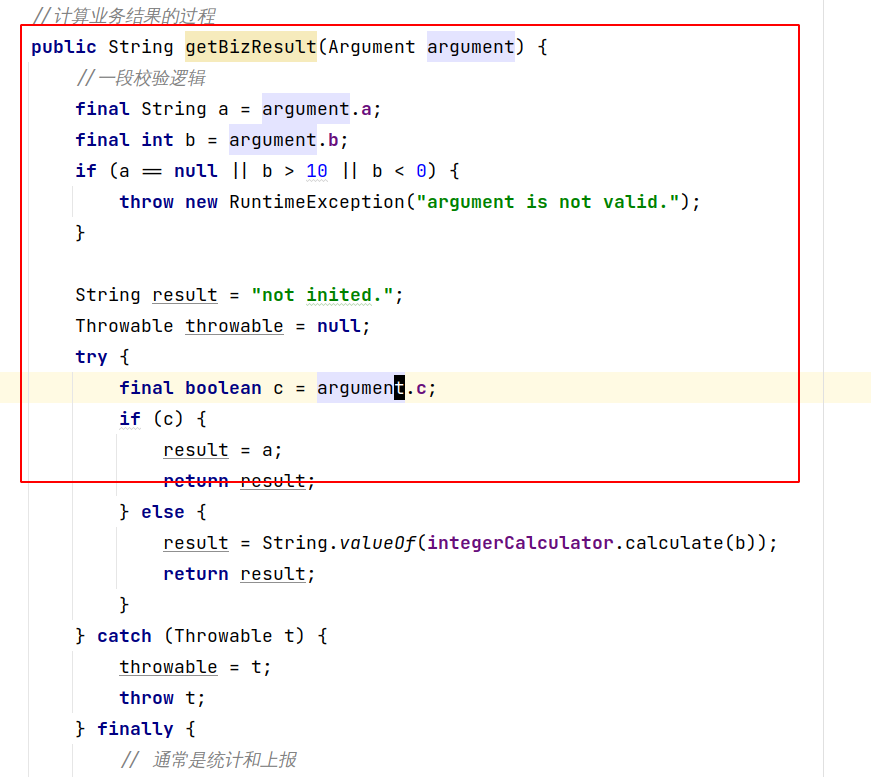 //计算业务结果的过程
public String getBizResult(Argument argument) {
//一段校验逻辑
final String a = argument.a;
final int b = argument.b;
if (a == null || b > 10 || b < 0) {
throw new RuntimeException("argument is not valid.");
}
String result = "not inited.";
Throwable throwable = null;
try {
final boolean c = argument.c;
if (c) {
result = a;
return result;
} else {
result = String.valueOf(integerCalculator.calculate(b));
return result;
}
} catch (Throwable t) {
throwable = t;
throw t;
} finally {
// 通常是统计和上报